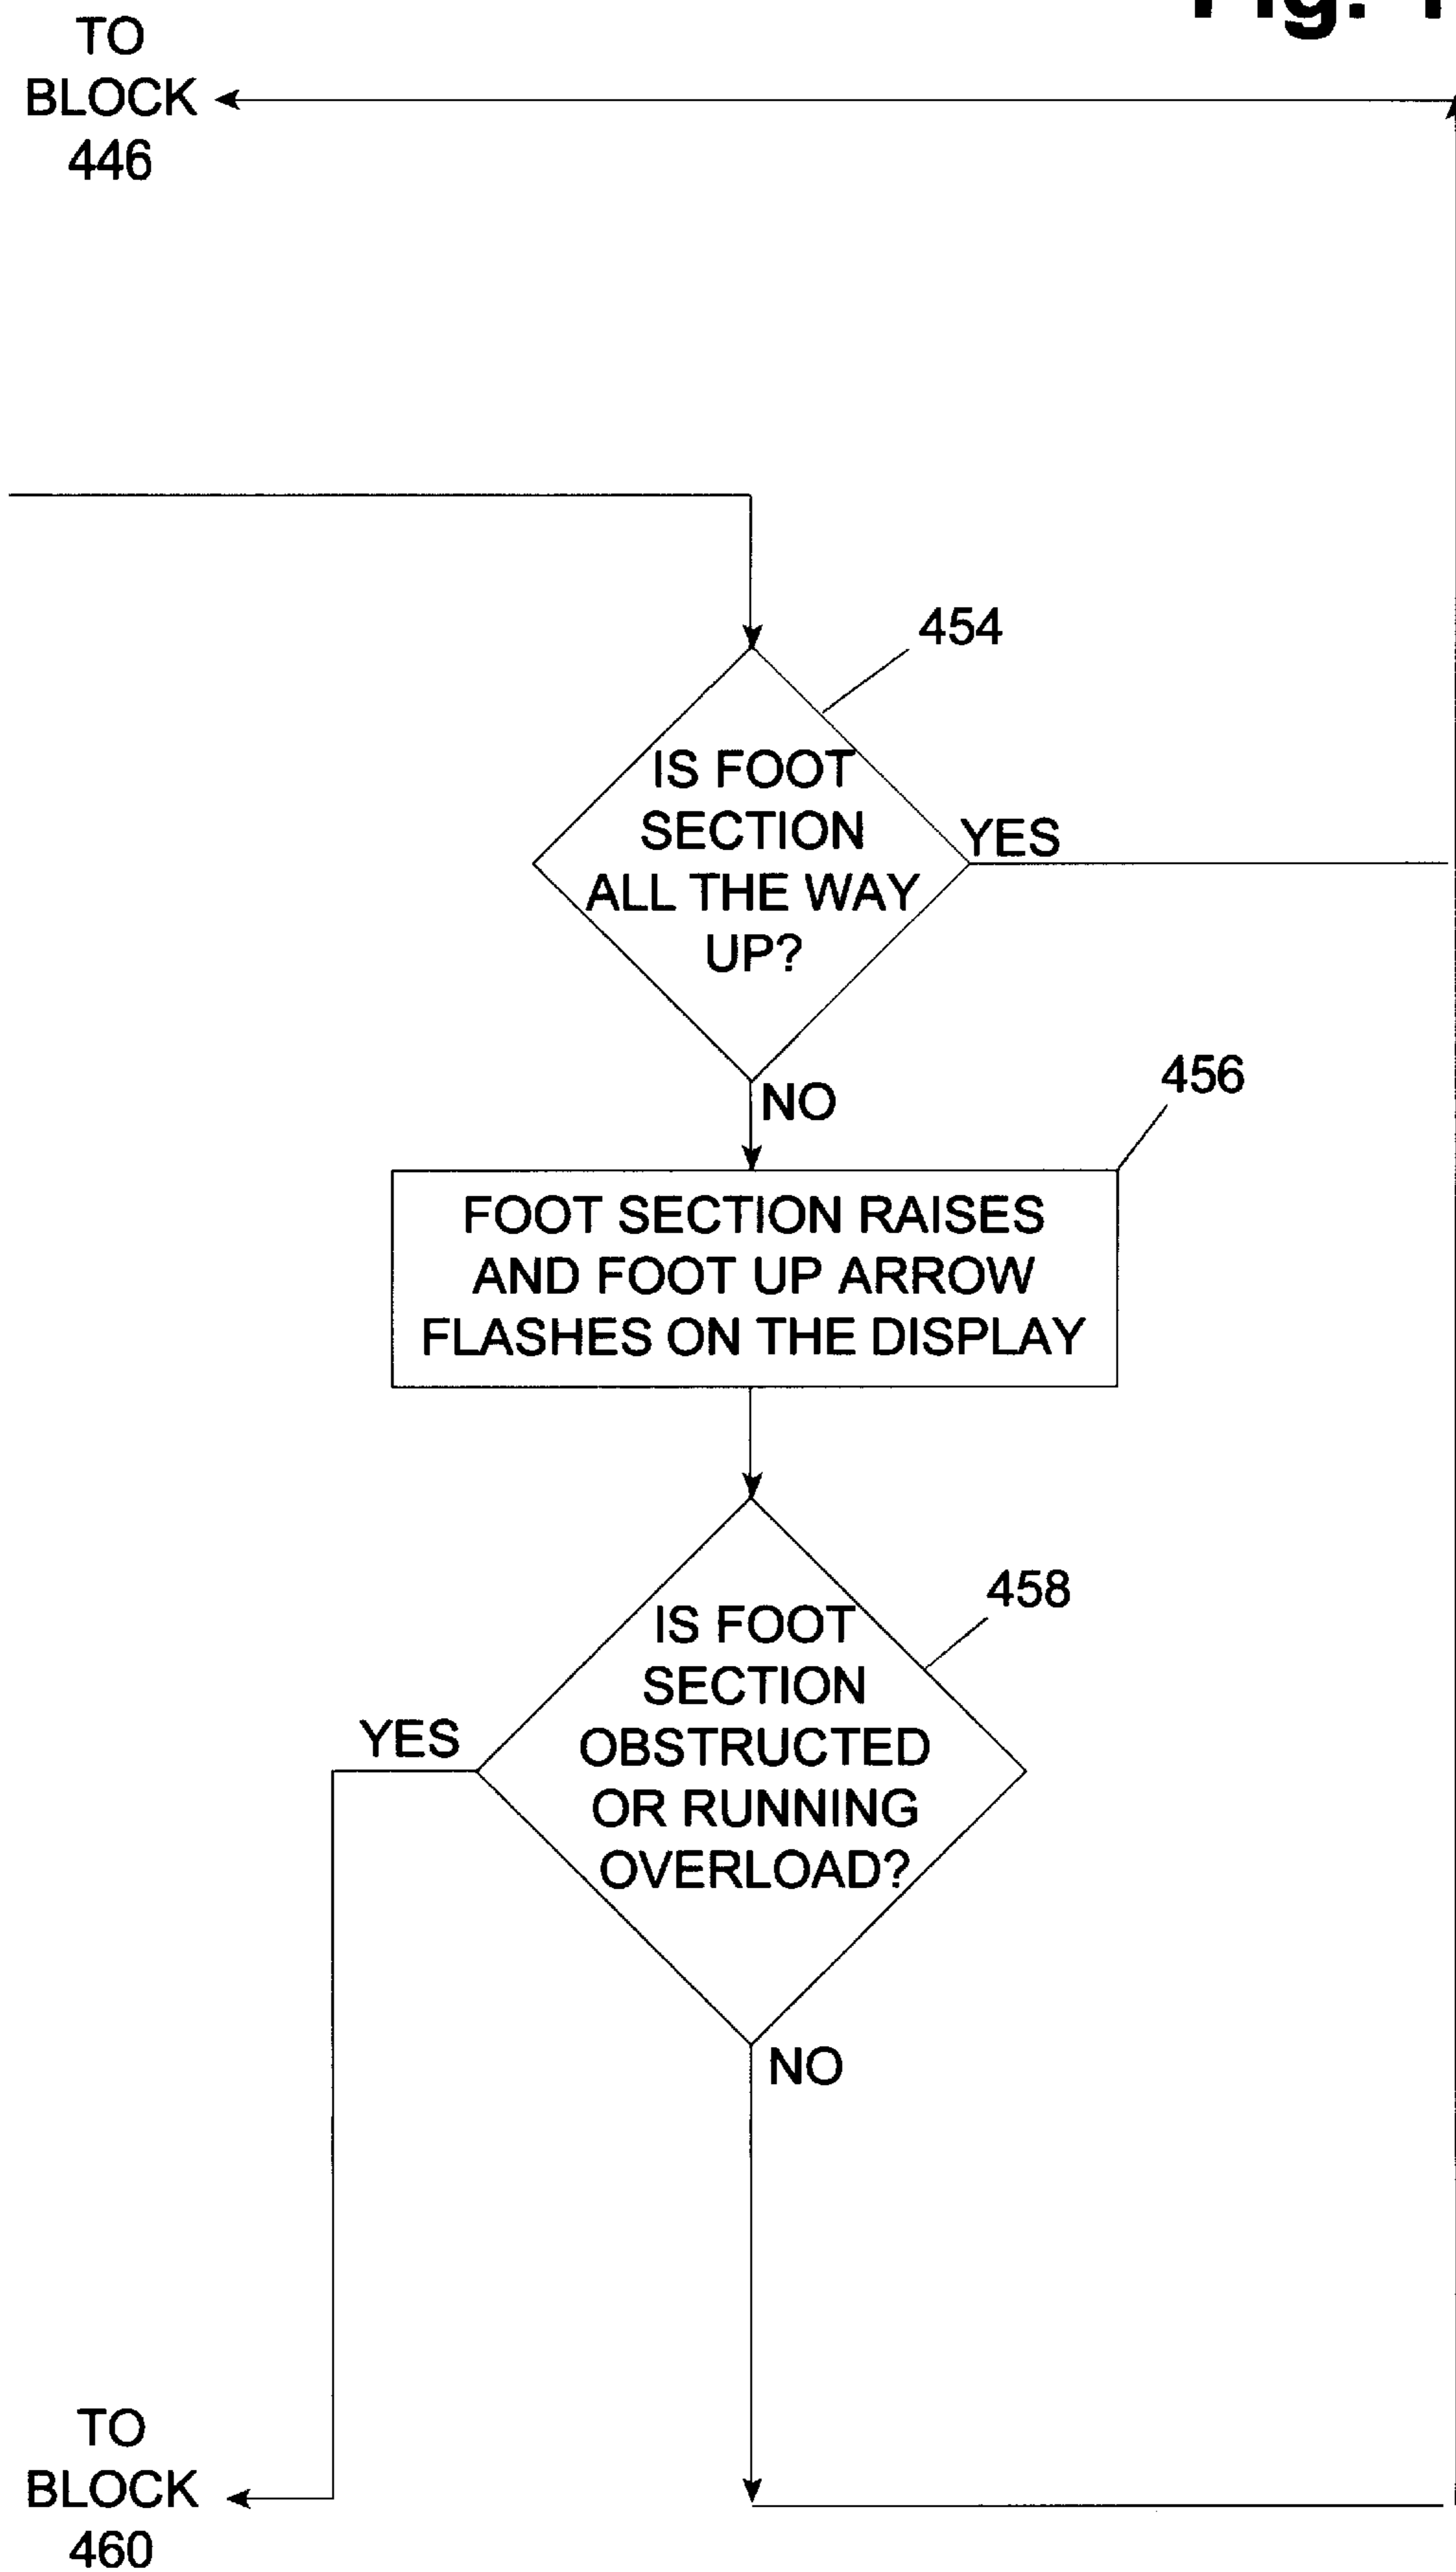 Fig. 1
TO
BLOCK
446
454
IS FOOT
SECTION
ALL THE WAY
UP?
YES
NO
456
FOOT SECTION RAISES
AND FOOT UP ARROW
FLASHES ON THE DISPLAY
458
IS FOOT
SECTION
OBSTRUCTED
OR RUNNING
OVERLOAD?
YES
NO
TO
BLOCK
460